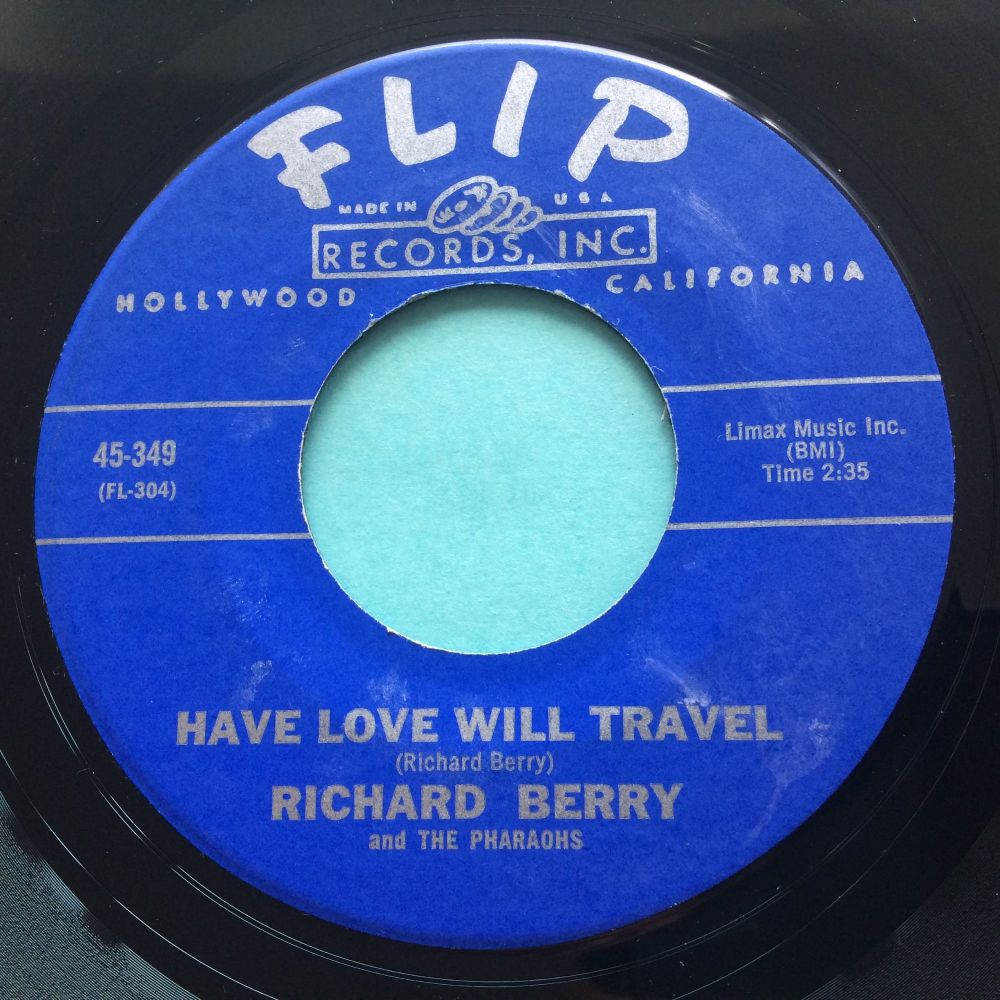 FLIP
MADE IN U S A
RECORDS, INC.
HOLLYWOOD CALIFORNIA
45-349
(FL-304)
Limax Music Inc.
(BMI)
Time 2:35
HAVE LOVE WILL TRAVEL
(Richard Berry)
RICHARD BERRY
and THE PHARAOHS